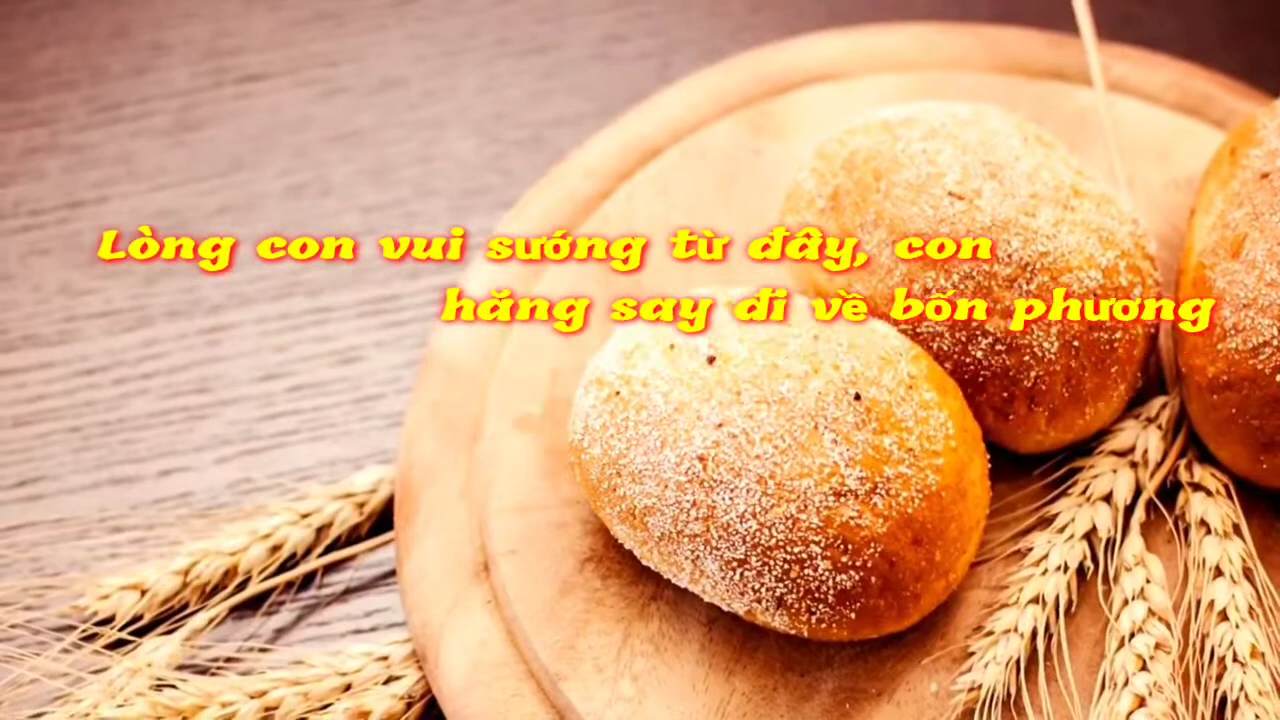 Lòng con vui sướng từ đây, con
hăng say đi về bốn phương